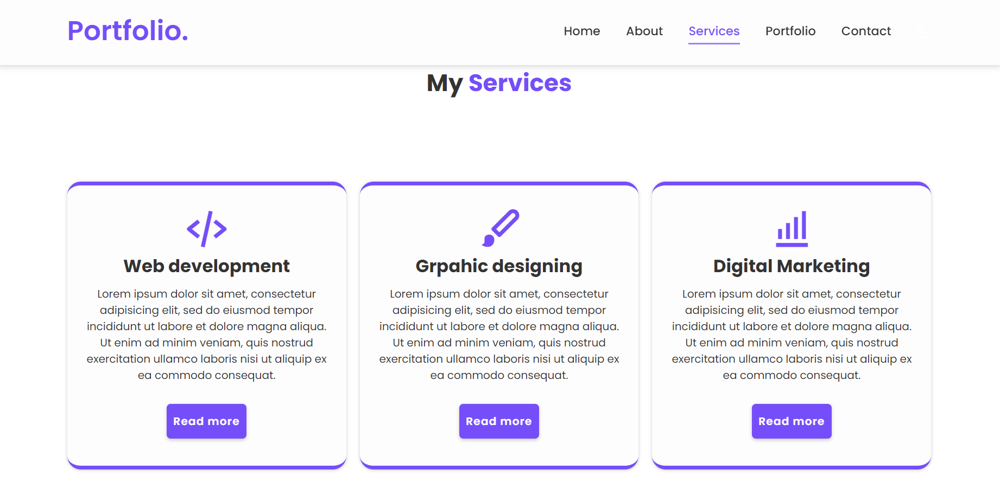 Portfolio.
Home About Services Portfolio Contact
My Services
Web development
Lorem ipsum dolor sit amet, consectetur
adipisicing elit, sed do eiusmod tempor
incididunt ut labore et dolore magna aliqua.
Ut enim ad minim veniam, quis nostrud
exercitation ullamco laboris nisi ut aliquip ex
ea commodo consequat.
Read more
Grpahic designing
Lorem ipsum dolor sit amet, consectetur
adipisicing elit, sed do eiusmod tempor
incididunt ut labore et dolore magna aliqua.
Ut enim ad minim veniam, quis nostrud
exercitation ullamco laboris nisi ut aliquip ex
ea commodo consequat.
Read more
Digital Marketing
Lorem ipsum dolor sit amet, consectetur
adipisicing elit, sed do eiusmod tempor
incididunt ut labore et dolore magna aliqua.
Ut enim ad minim veniam, quis nostrud
exercitation ullamco laboris nisi ut aliquip ex
ea commodo consequat.
Read more